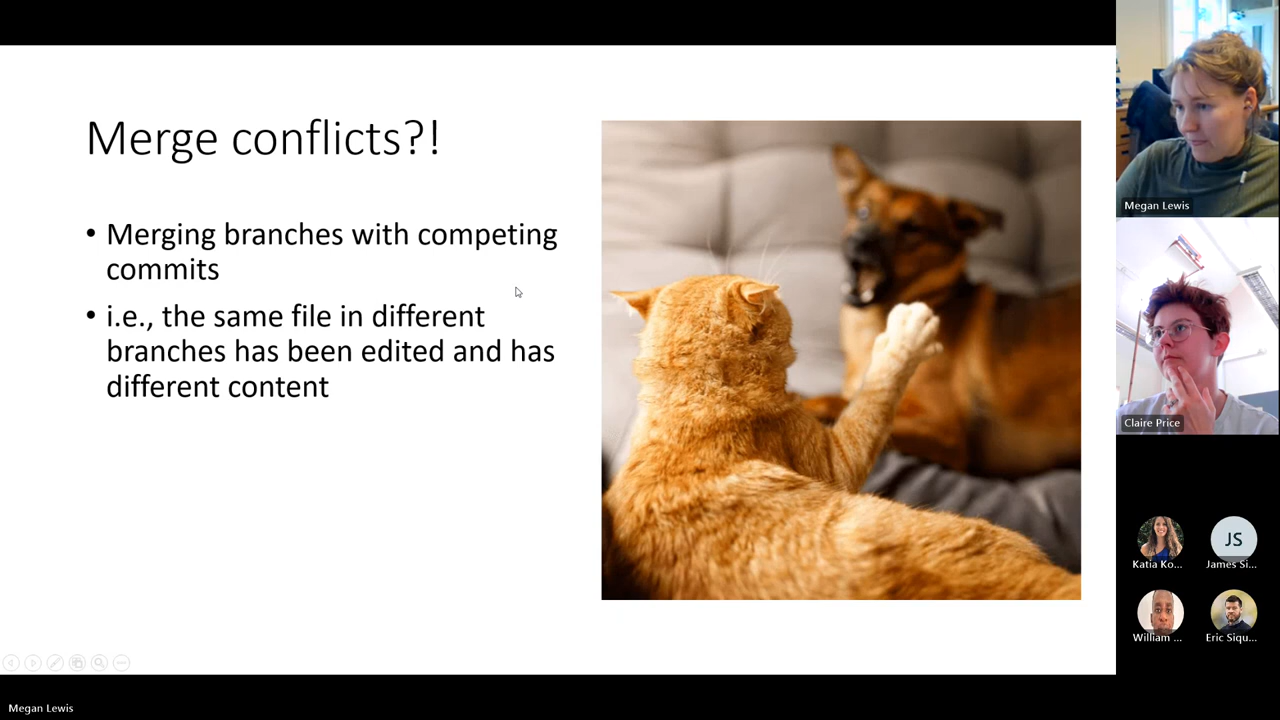 Merge conflicts?!
• Merging branches with competing
commits
• i.e., the same file in different
branches has been edited and has
different content
Megan Lewis
Claire Price
JS
Katia Ko...
James Si...
William ...
Eric Siqu...
Megan Lewis